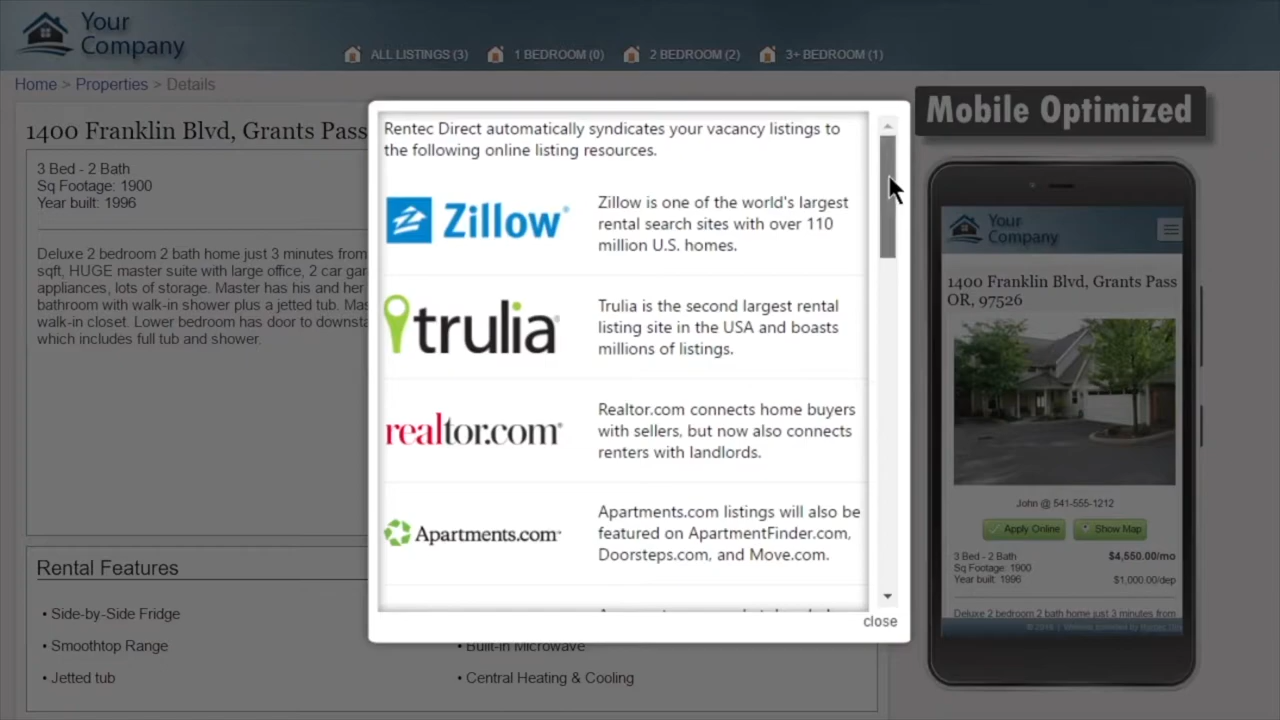 Your
Company
ALL LISTINGS (3)
1 BEDROOM (0)
2 BEDROOM (2)
3+ BEDROOM (1)
Home > Properties > Details
1400 Franklin Blvd, Grants Pass
3 Bed - 2 Bath
Sq Footage: 1900
Year built: 1996
Deluxe 2 bedroom 2 bath home just 3 minutes from
sqft, HUGE master suite with large office, 2 car
appliances, lots of storage. Master has his and her
bathroom with walk-in shower plus a jetted tub.
walk-in closet. Lower bedroom has door to
which includes full tub and shower.
Rental Features
• Side-by-Side Fridge
• Smoothtop Range
• Jetted tub
• Built-in Microwave
• Central Heating & Cooling
Rentec Direct automatically syndicates your vacancy listings to
the following online listing resources.
Zillow®
Zillow is one of the world's largest
rental search sites with over 110
million U.S. homes.
trulia®
Trulia is the second largest rental
listing site in the USA and boasts
millions of listings.
realtor.com®
Realtor.com connects home buyers
with sellers, but now also connects
renters with landlords.
Apartments.com
Apartments.com listings will also be
featured on ApartmentFinder.com,
Doorsteps.com, and Move.com.
close
Mobile Optimized
Your
Company
1400 Franklin Blvd, Grants Pass
OR, 97526
John @ 541-555-1212
Apply Online
Show Map
3 Bed - 2 Bath
$4,550.00/mo
Sq Footage: 1900
Year built: 1996
$1,000.00/dep
Deluxe 2 bedroom 2 bath home just 3 minutes from